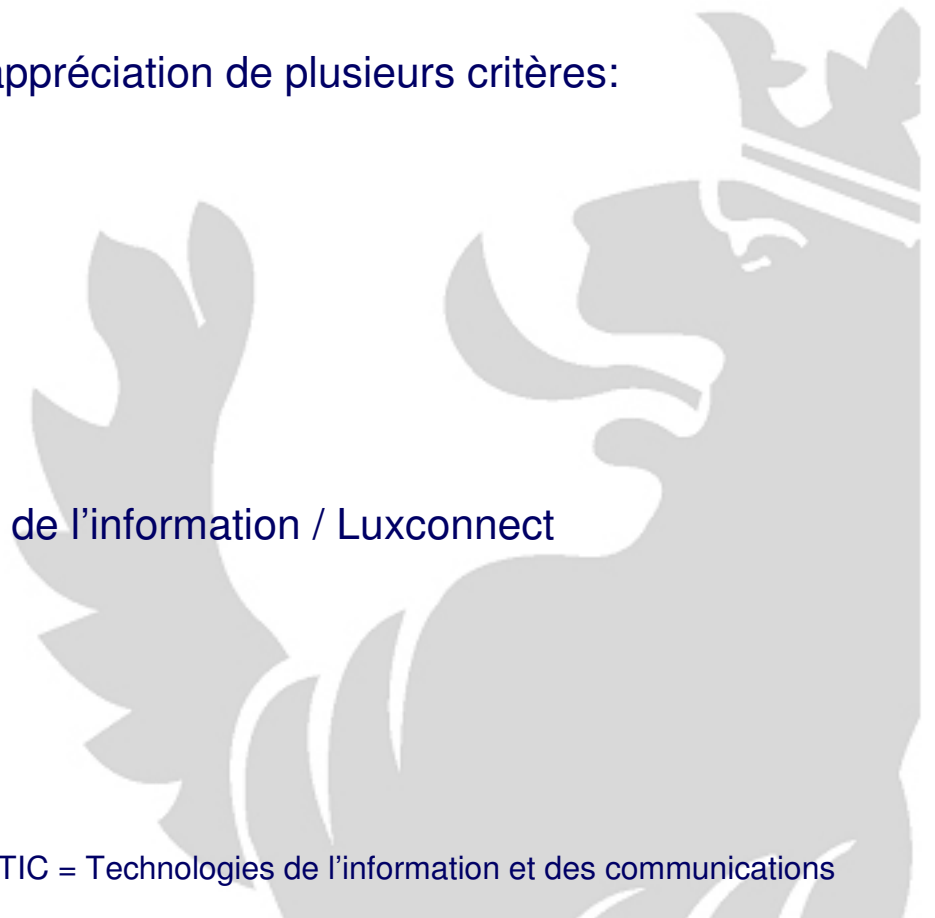 appréciation de plusieurs critères:
de l'information / Luxconnect
TIC = Technologies de l'information et des communications